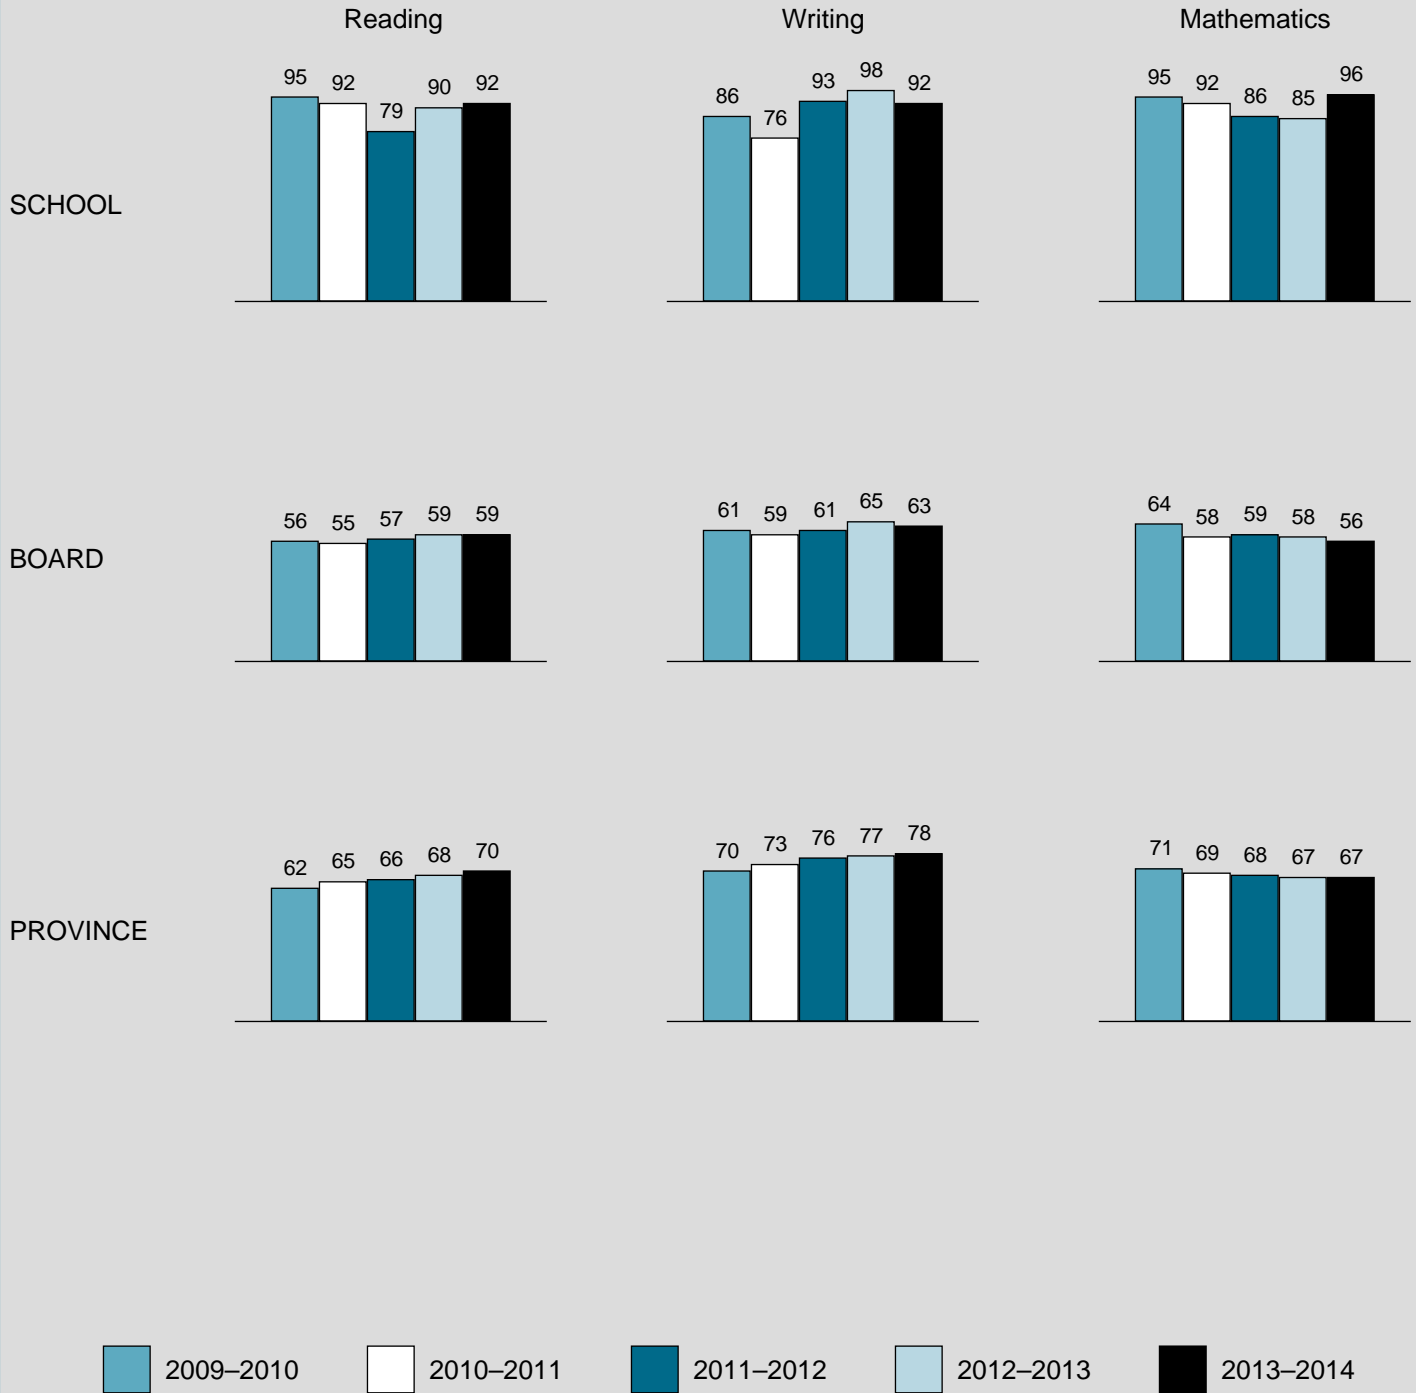 Reading Writing Mathematics
95 92 79 90 92
86 76 93 98 92
95 92 86 85 96
SCHOOL
56 55 57 59 59
61 59 61 65 63
64 58 59 58 56
BOARD
62 65 66 68 70
70 73 76 77 78
71 69 68 67 67
PROVINCE
2009–2010 2010–2011 2011–2012 2012–2013 2013–2014